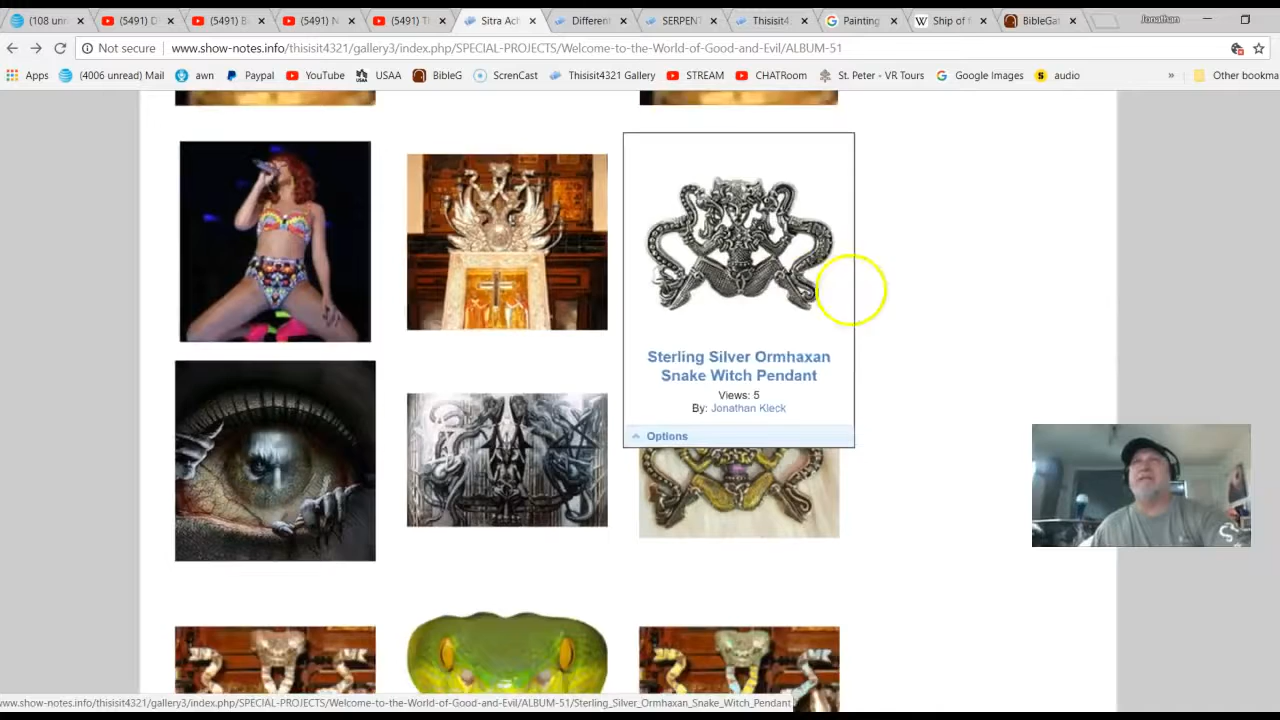 (108 unr
(5491) D
(5491) B
(5491) N
(5491) T
Sitra Ach
Different
SERPENT
Thisisit4
Painting
Ship of f
BibleGat
Jonathan
Not secure
www.show-notes.info/thisisit4321/gallery3/index.php/SPECIAL-PROJECTS/Welcome-to-the-World-of-Good-and-Evil/ALBUM-51
Apps
(4006 unread) Mail
awn
Paypal
YouTube
USAA
BibleG
ScrenCast
Thisisit4321 Gallery
STREAM
CHATRoom
St. Peter - VR Tours
Google Images
audio
»
Other bookma
Sterling Silver Ormhaxan
Snake Witch Pendant
Views: 5
By: Jonathan Kleck
Options
www.show-notes.info/thisisit4321/gallery3/index.php/SPECIAL-PROJECTS/Welcome-to-the-World-of-Good-and-Evil/ALBUM-51/Sterling_Silver_Ormhaxan_Snake_Witch_Pendant